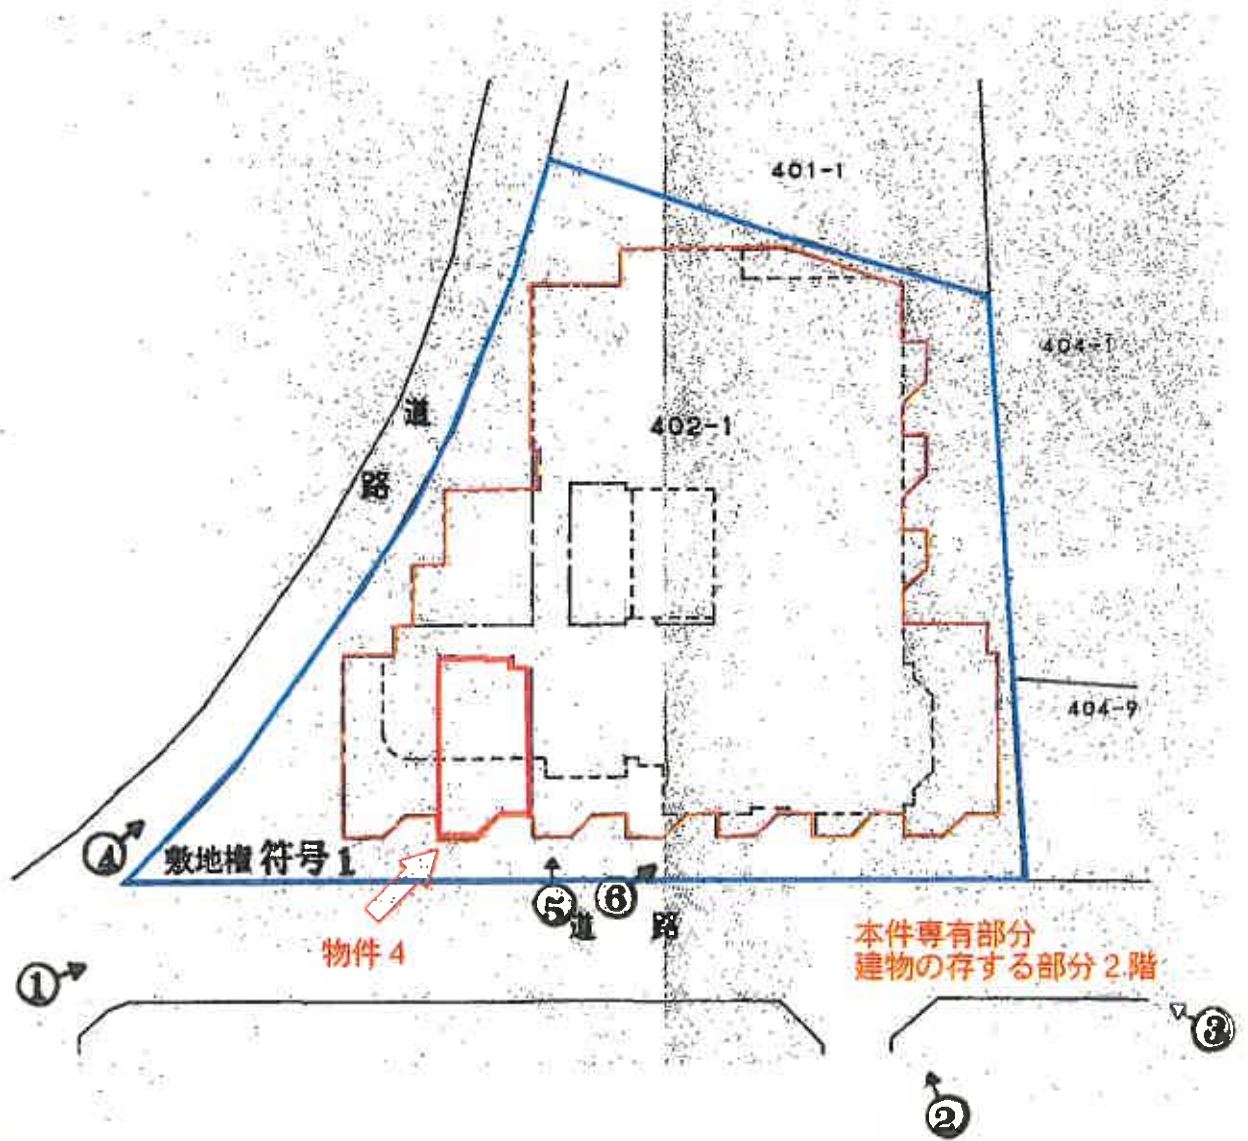 401-1
404-1
道
路
402-1
404-9
④
敷地権 符号1
⑤
⑥
道 路
物件4
本件専有部分
建物の存する部分2階
①
③
②